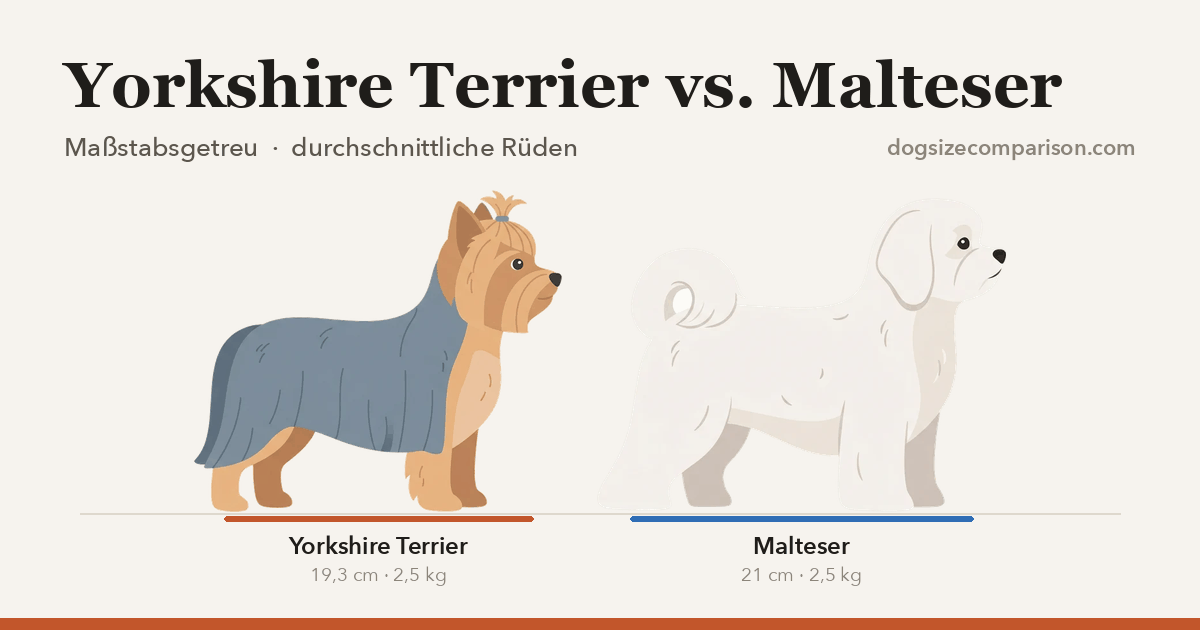 Yorkshire Terrier vs. Malteser
Maßstabsgetreu · durchschnittliche Rüden
dogsizecomparison.com
Yorkshire Terrier
19,3 cm · 2,5 kg
Malteser
21 cm · 2,5 kg